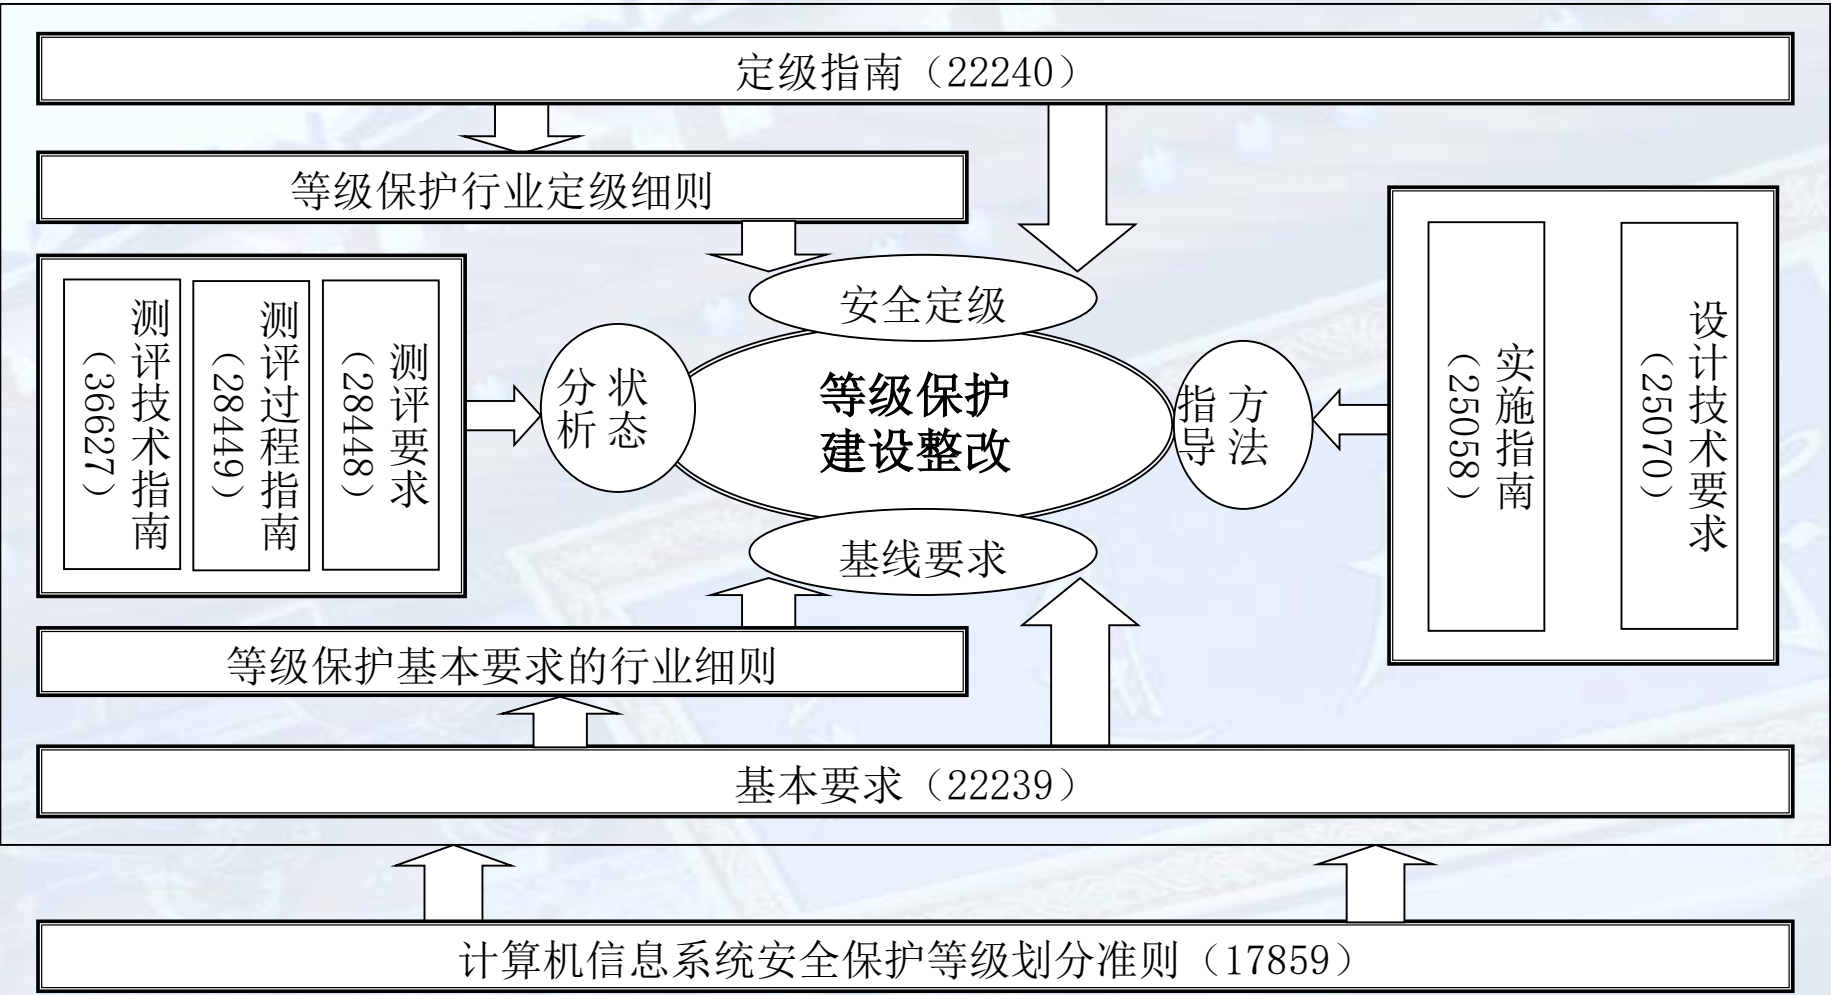 定级指南（22240）
等级保护行业定级细则
安全定级
测评技术指南
（36627）
测评过程指南
（28449）
测评要求
（28448）
状态
分析
等级保护
建设整改
方法
指导
实施指南
（25058）
设计技术要求
（25070）
基线要求
等级保护基本要求的行业细则
基本要求（22239）
计算机信息系统安全保护等级划分准则（17859）